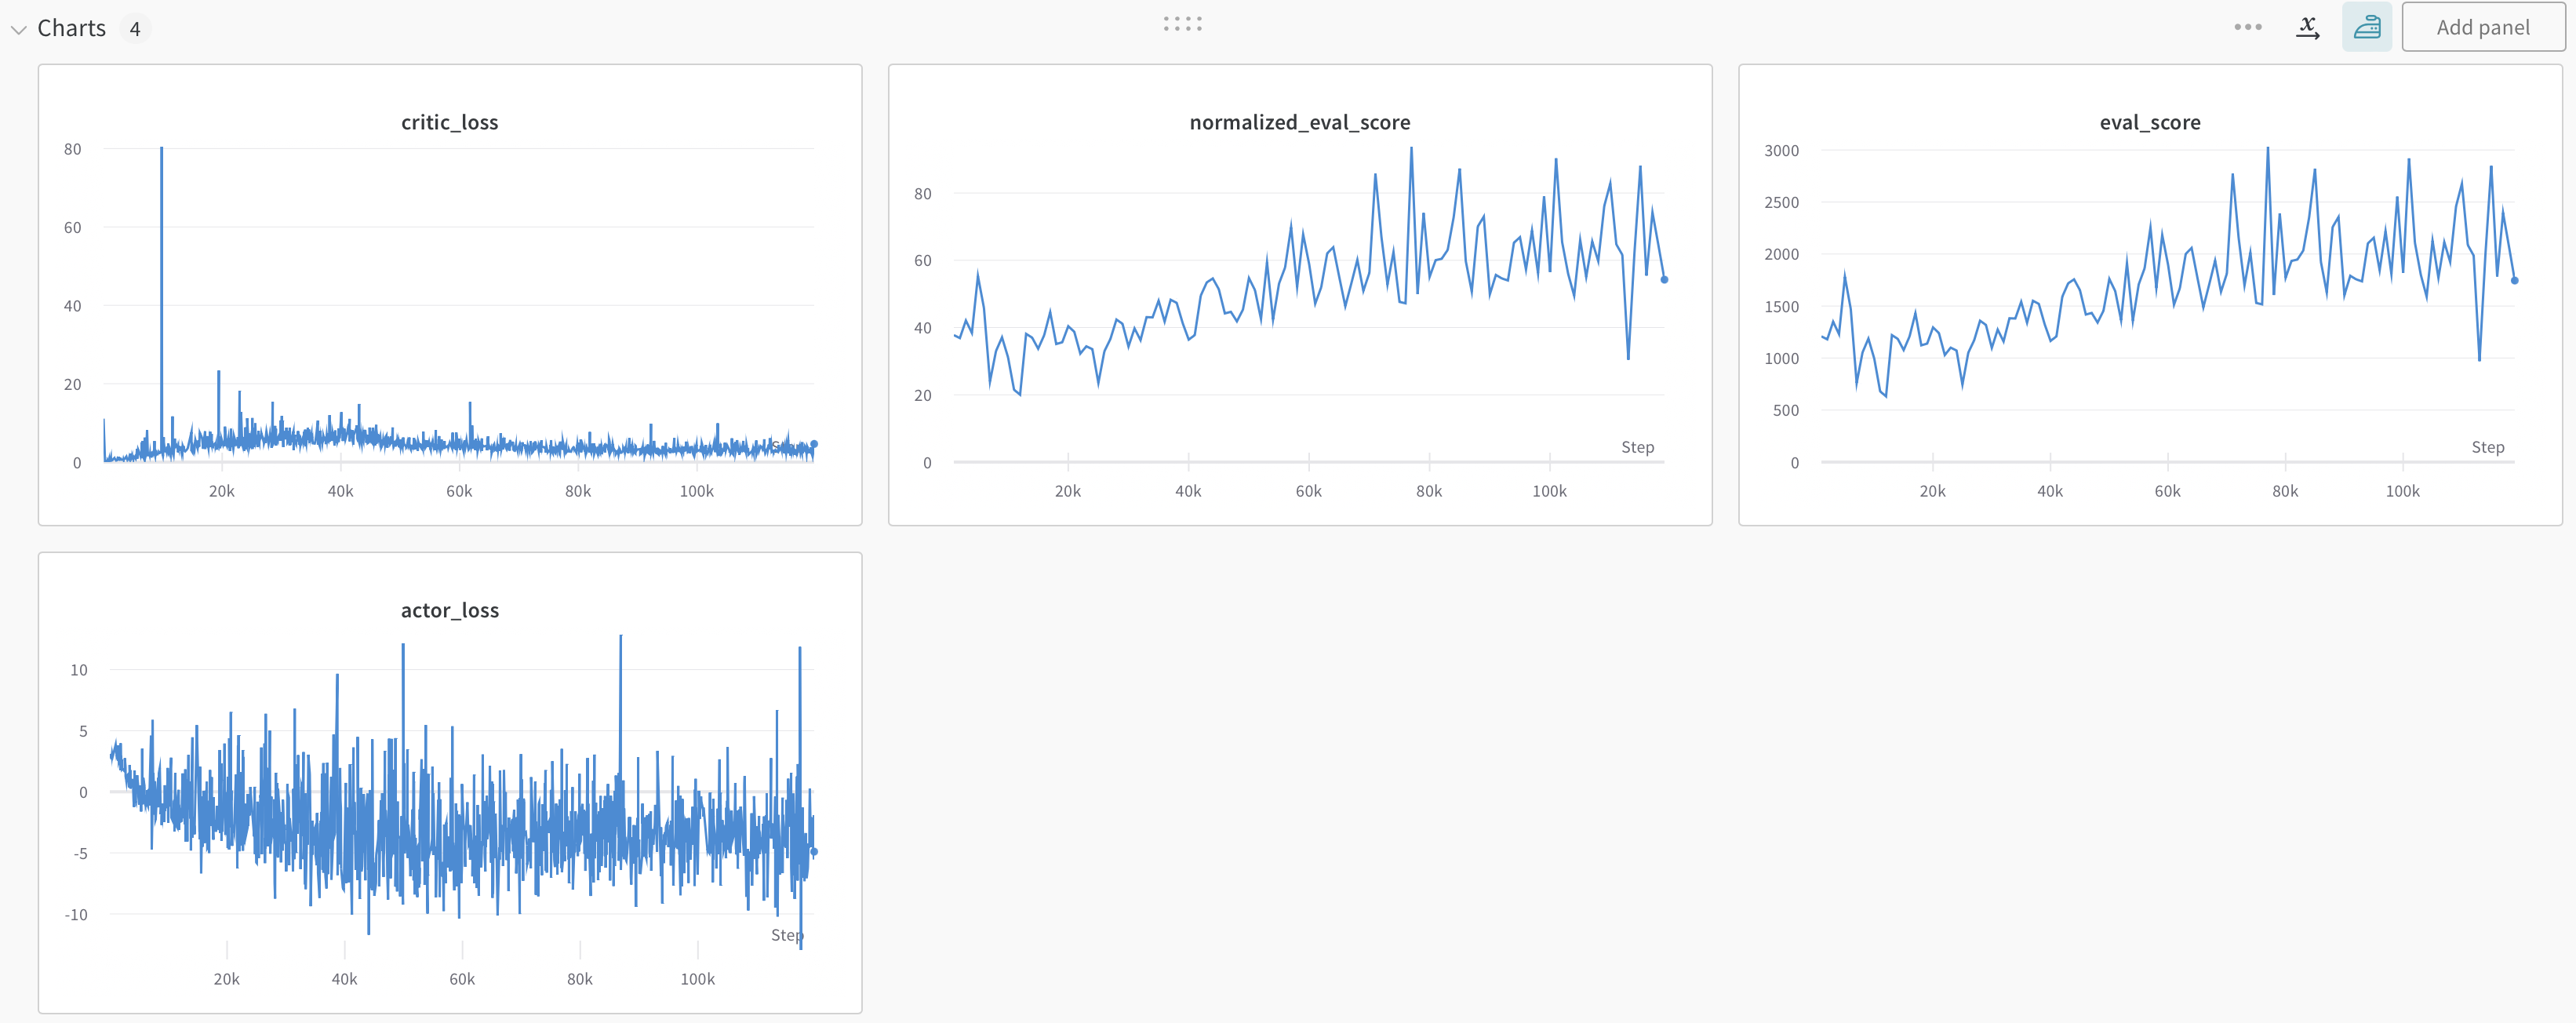 Charts 4
Add panel
critic_loss
80
60
40
20
0
Step
20k 40k 60k 80k 100k
normalized_eval_score
80
60
40
20
0
Step
20k 40k 60k 80k 100k
eval_score
3000
2500
2000
1500
1000
500
0
Step
20k 40k 60k 80k 100k
actor_loss
10
5
0
-5
-10
Step
20k 40k 60k 80k 100k